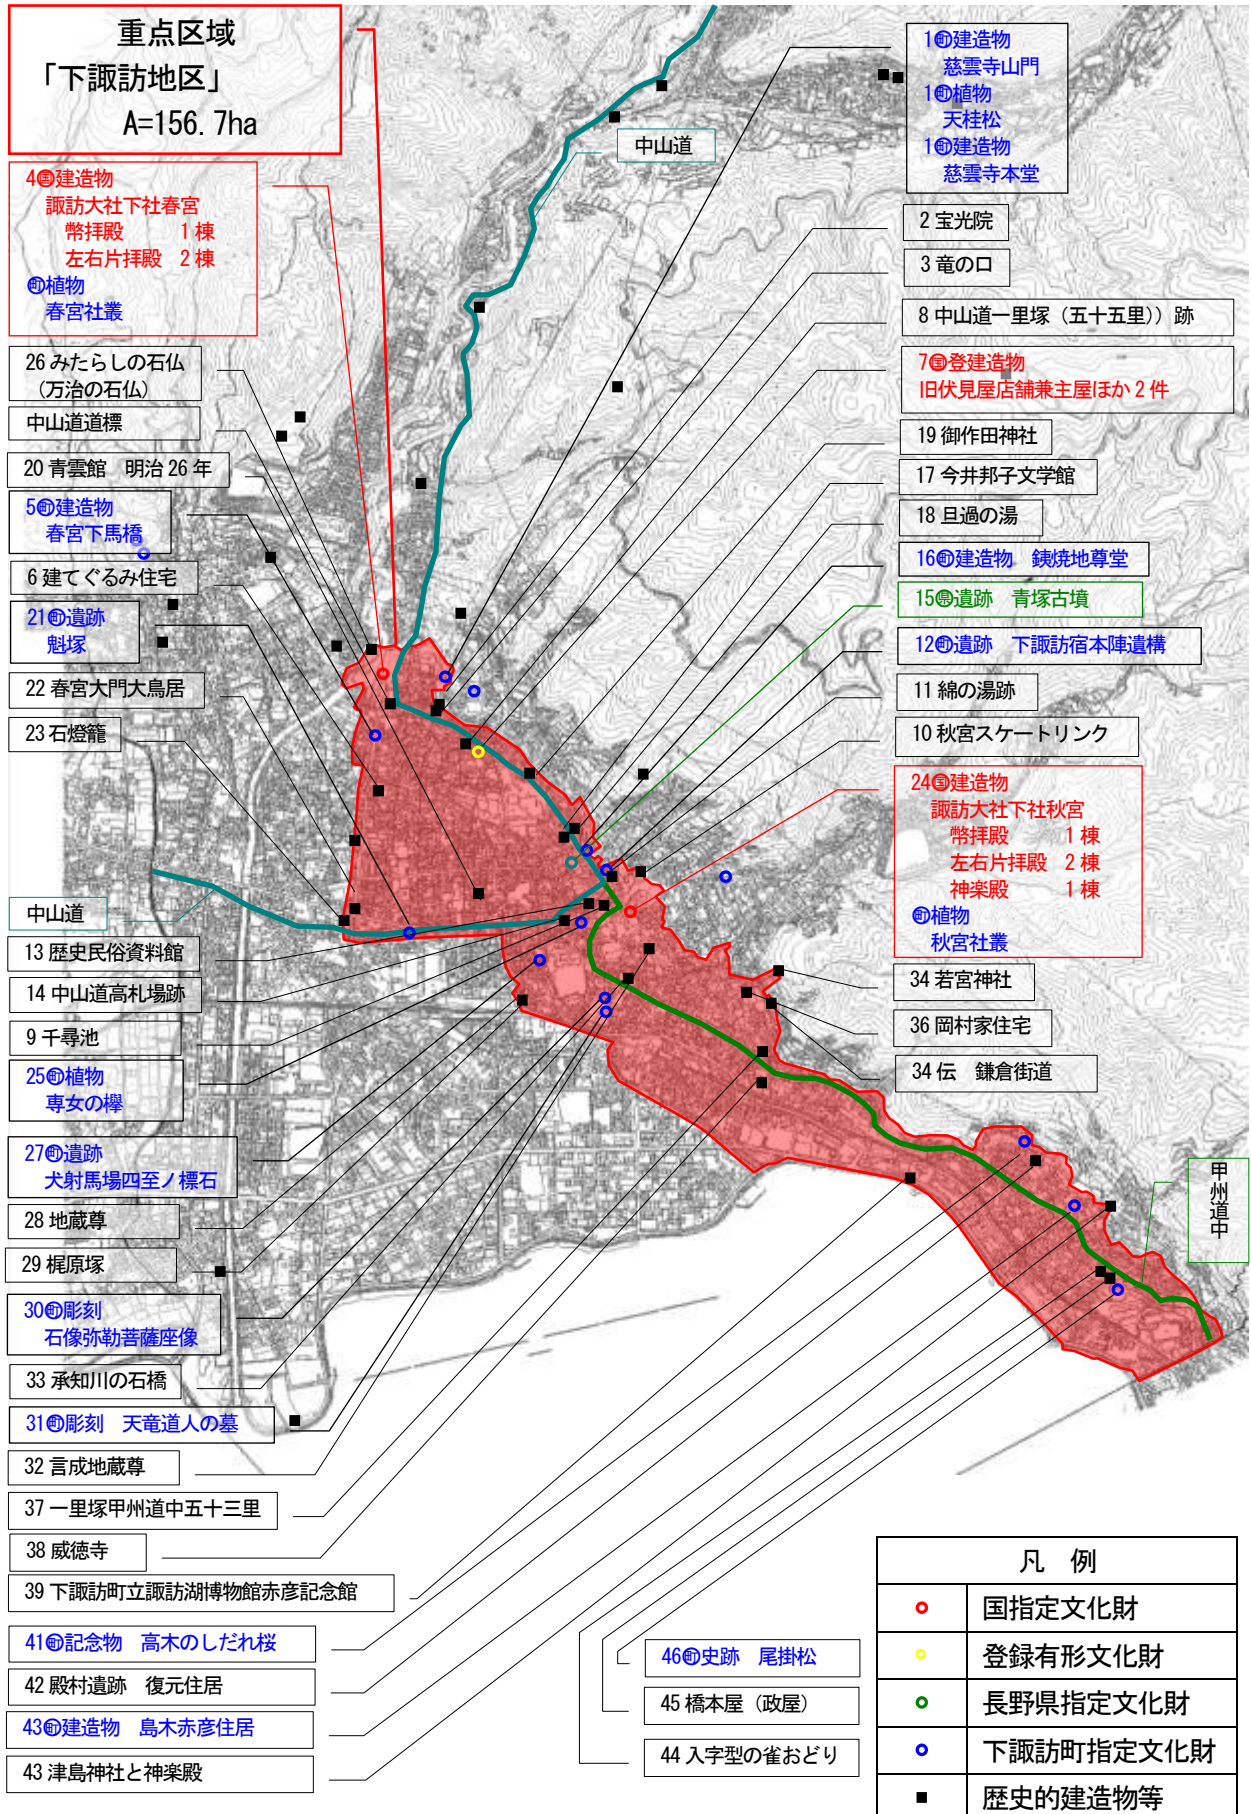 重点区域
「下諏訪地区」
A=156.7ha
4国建造物
諏訪大社下社春宮
幣拝殿 1棟
左右片拝殿 2棟
町植物
春宮社叢
26 みたらしの石仏
(万治の石仏)
中山道道標
20 青雲館 明治26年
5町建造物
春宮下馬橋
6 建てぐるみ住宅
21町遺跡
魁塚
22 春宮大門大鳥居
23 石燈籠
中山道
13 歴史民俗資料館
14 中山道高札場跡
9 千尋池
25町植物
専女の欅
27町遺跡
犬射馬場四至ノ標石
28 地蔵尊
29 梶原塚
30町彫刻
石像弥勒菩薩座像
33 承知川の石橋
31町彫刻 天竜道人の墓
32 言成地蔵尊
37 一里塚甲州道中五十三里
38 威徳寺
39 下諏訪町立諏訪湖博物館赤彦記念館
41町記念物 高木のしだれ桜
42 殿村遺跡 復元住居
43町建造物 島木赤彦住居
43 津島神社と神楽殿
中山道
1町建造物
慈雲寺山門
1町植物
天桂松
1町建造物
慈雲寺本堂
2 宝光院
3 竜の口
8 中山道一里塚（五十五里））跡
7国登建造物
旧伏見屋店舗兼主屋ほか2件
19 御作田神社
17 今井邦子文学館
18 旦過の湯
16町建造物 銕焼地尊堂
15県遺跡 青塚古墳
12町遺跡 下諏訪宿本陣遺構
11 綿の湯跡
10 秋宮スケートリンク
24国建造物
諏訪大社下社秋宮
幣拝殿 1棟
左右片拝殿 2棟
神楽殿 1棟
町植物
秋宮社叢
34 若宮神社
36 岡村家住宅
34 伝 鎌倉街道
甲州道中
46町史跡 尾掛松
45 橋本屋（政屋）
44 入字型の雀おどり
凡 例
国指定文化財
登録有形文化財
長野県指定文化財
下諏訪町指定文化財
歴史的建造物等